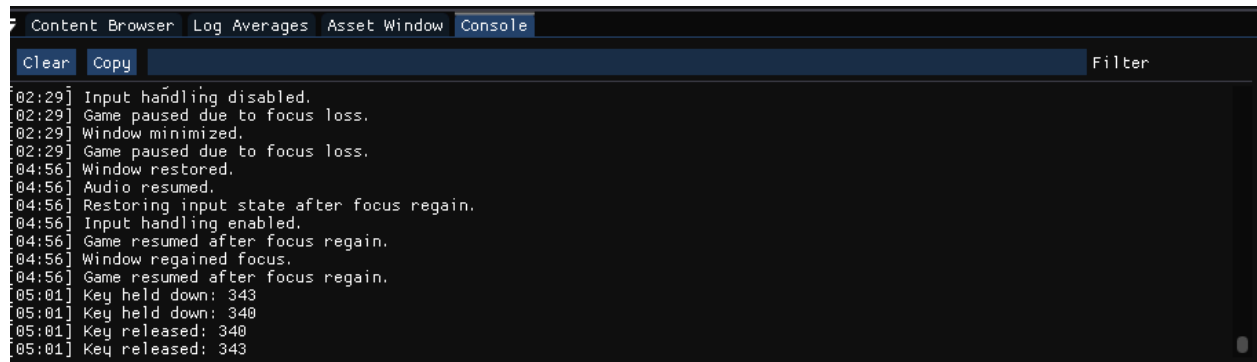 Content Browser Log Averages Asset Window Console
Clear Copy Filter
[02:29] Input handling disabled.
[02:29] Game paused due to focus loss.
[02:29] Window minimized.
[02:29] Game paused due to focus loss.
[04:56] Window restored.
[04:56] Audio resumed.
[04:56] Restoring input state after focus regain.
[04:56] Input handling enabled.
[04:56] Game resumed after focus regain.
[04:56] Window regained focus.
[04:56] Game resumed after focus regain.
[05:01] Key held down: 343
[05:01] Key held down: 340
[05:01] Key released: 340
[05:01] Key released: 343